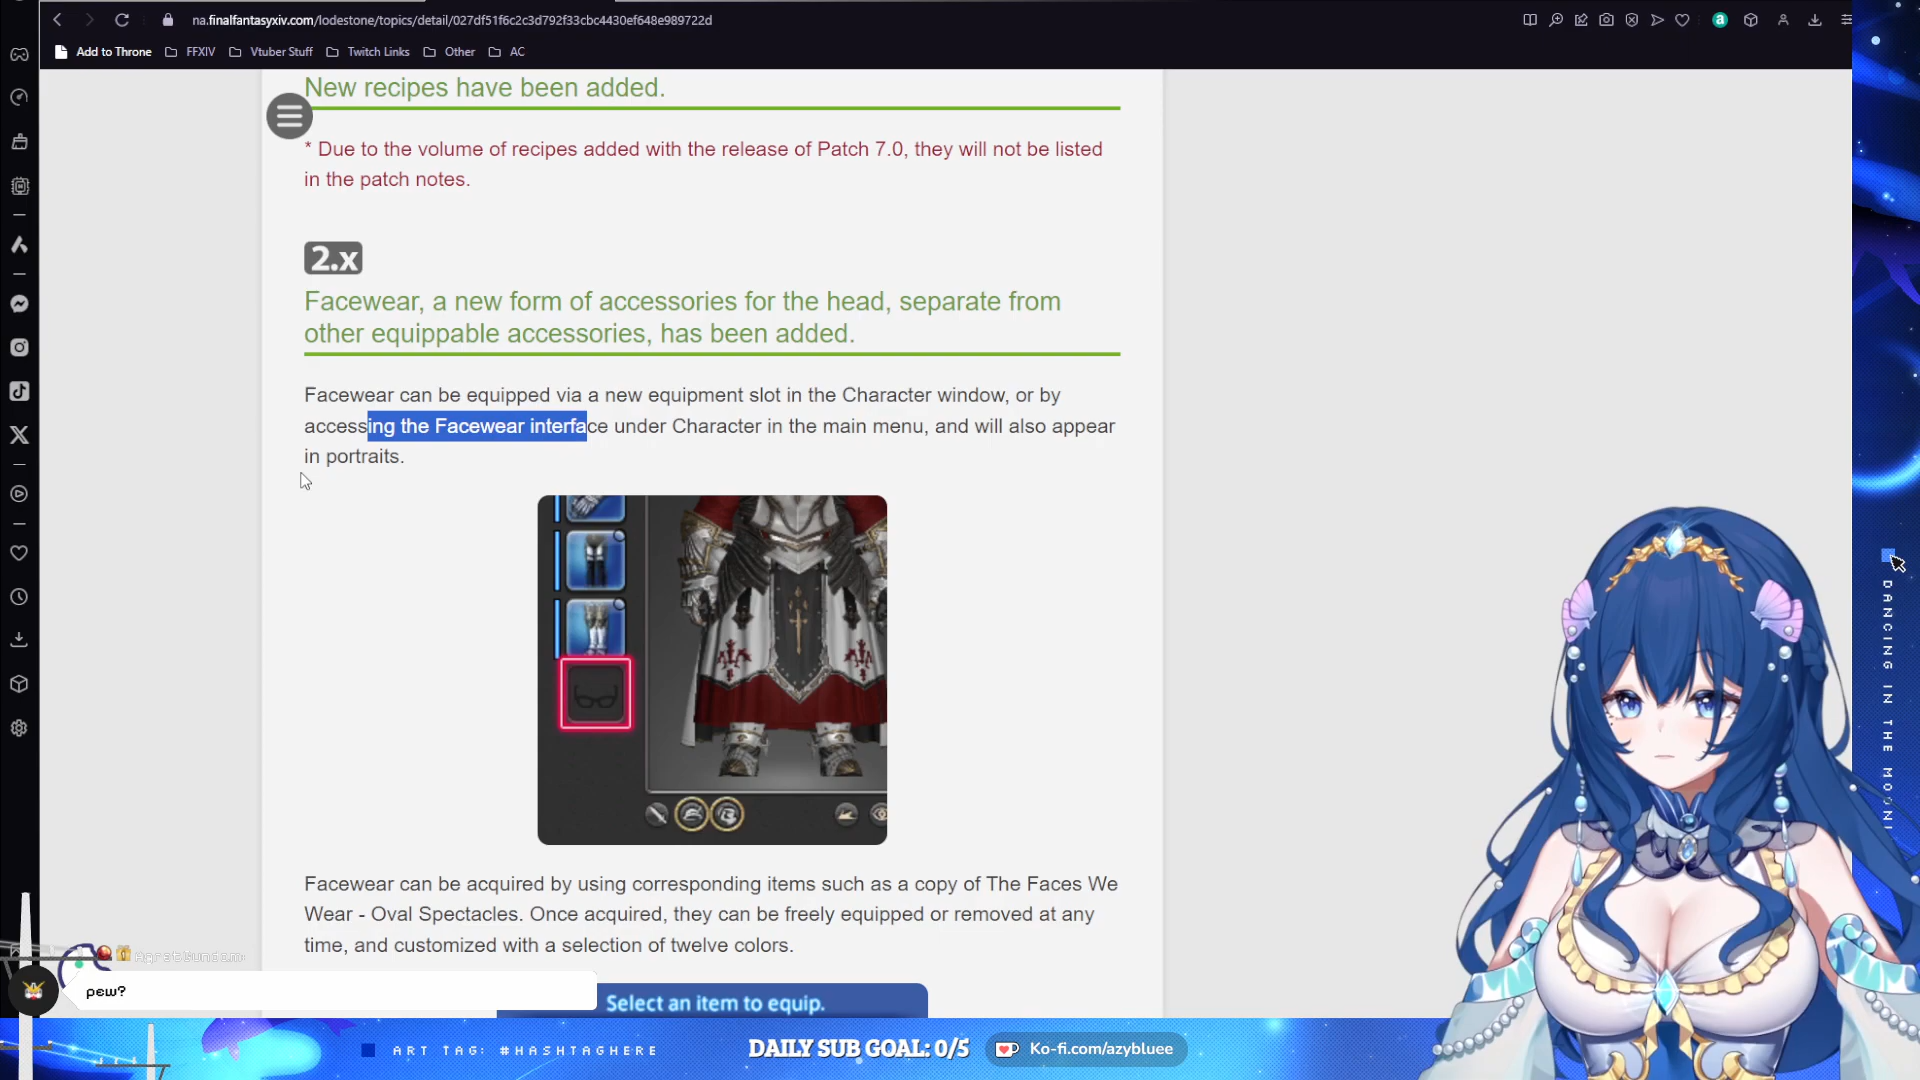 na.finalfantasyxiv.com/lodestone/topics/detail/027df51f6c2c3d792f33cbc4430ef648e989722d
Add to Throne
FFXIV
Vtuber Stuff
Twitch Links
Other
AC
New recipes have been added.
* Due to the volume of recipes added with the release of Patch 7.0, they will not be listed
in the patch notes.
2.x
Facewear, a new form of accessories for the head, separate from
other equippable accessories, has been added.
Facewear can be equipped via a new equipment slot in the Character window, or by
accessing the Facewear interface under Character in the main menu, and will also appear
in portraits.
Facewear can be acquired by using corresponding items such as a copy of The Faces We
Wear - Oval Spectacles. Once acquired, they can be freely equipped or removed at any
time, and customized with a selection of twelve colors.
pew?
Select an item to equip.
ART TAG: #HASHTAGHERE
DAILY SUB GOAL: 0/5
Ko-fi.com/azybluee
DANCING IN THE MOONL